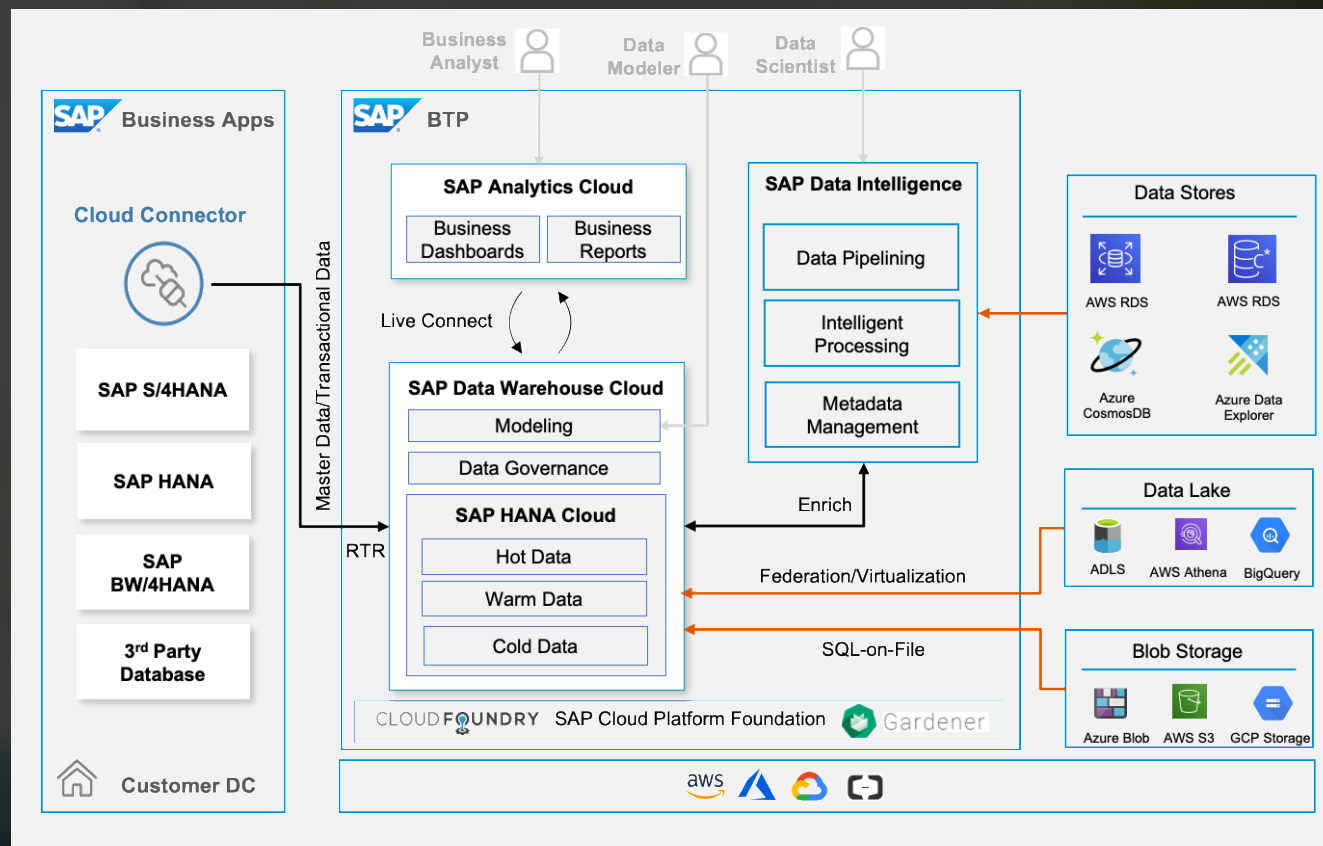 Business
Analyst
Data
Modeler
Data
Scientist
SAP Business Apps
Cloud Connector
SAP S/4HANA
SAP HANA
SAP
BW/4HANA
3rd Party
Database
Customer DC
Master Data/Transactional Data
RTR
SAP BTP
SAP Analytics Cloud
Business
Dashboards
Business
Reports
Live Connect
SAP Data Warehouse Cloud
Modeling
Data Governance
SAP HANA Cloud
Hot Data
Warm Data
Cold Data
SAP Data Intelligence
Data Pipelining
Intelligent
Processing
Metadata
Management
Enrich
Federation/Virtualization
SQL-on-File
CLOUDFOUNDRY SAP Cloud Platform Foundation Gardener
Data Stores
AWS RDS
C*
AWS RDS
Azure
CosmosDB
Azure Data
Explorer
Data Lake
ADLS
AWS Athena
BigQuery
Blob Storage
Azure Blob
AWS S3
GCP Storage
aws